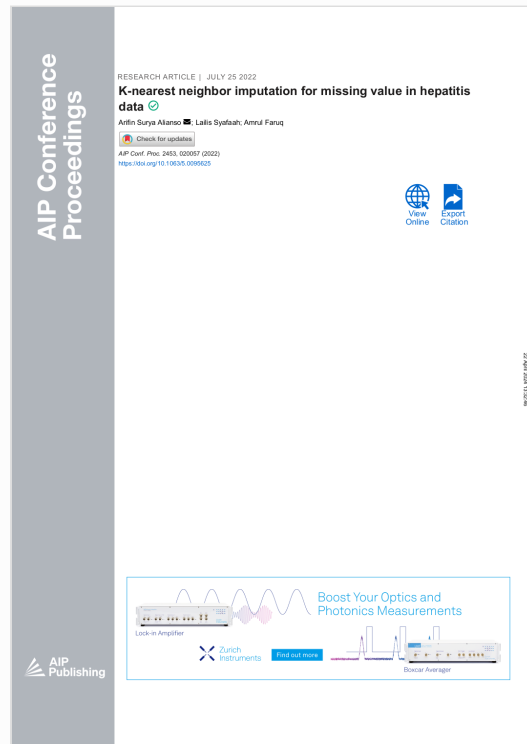 AIP Conference
Proceedings
RESEARCH ARTICLE | JULY 25 2022
K-nearest neighbor imputation for missing value in hepatitis
data
Arifin Surya Alianso; Lailis Syafaah; Amrul Faruq
Check for updates
AIP Conf. Proc. 2453, 020057 (2022)
https://doi.org/10.1063/5.0095625
View
Online
Export
Citation
Boost Your Optics and
Photonics Measurements
Lock-in Amplifier
Zurich
Instruments
Find out more
Boxcar Averager
AIP
Publishing